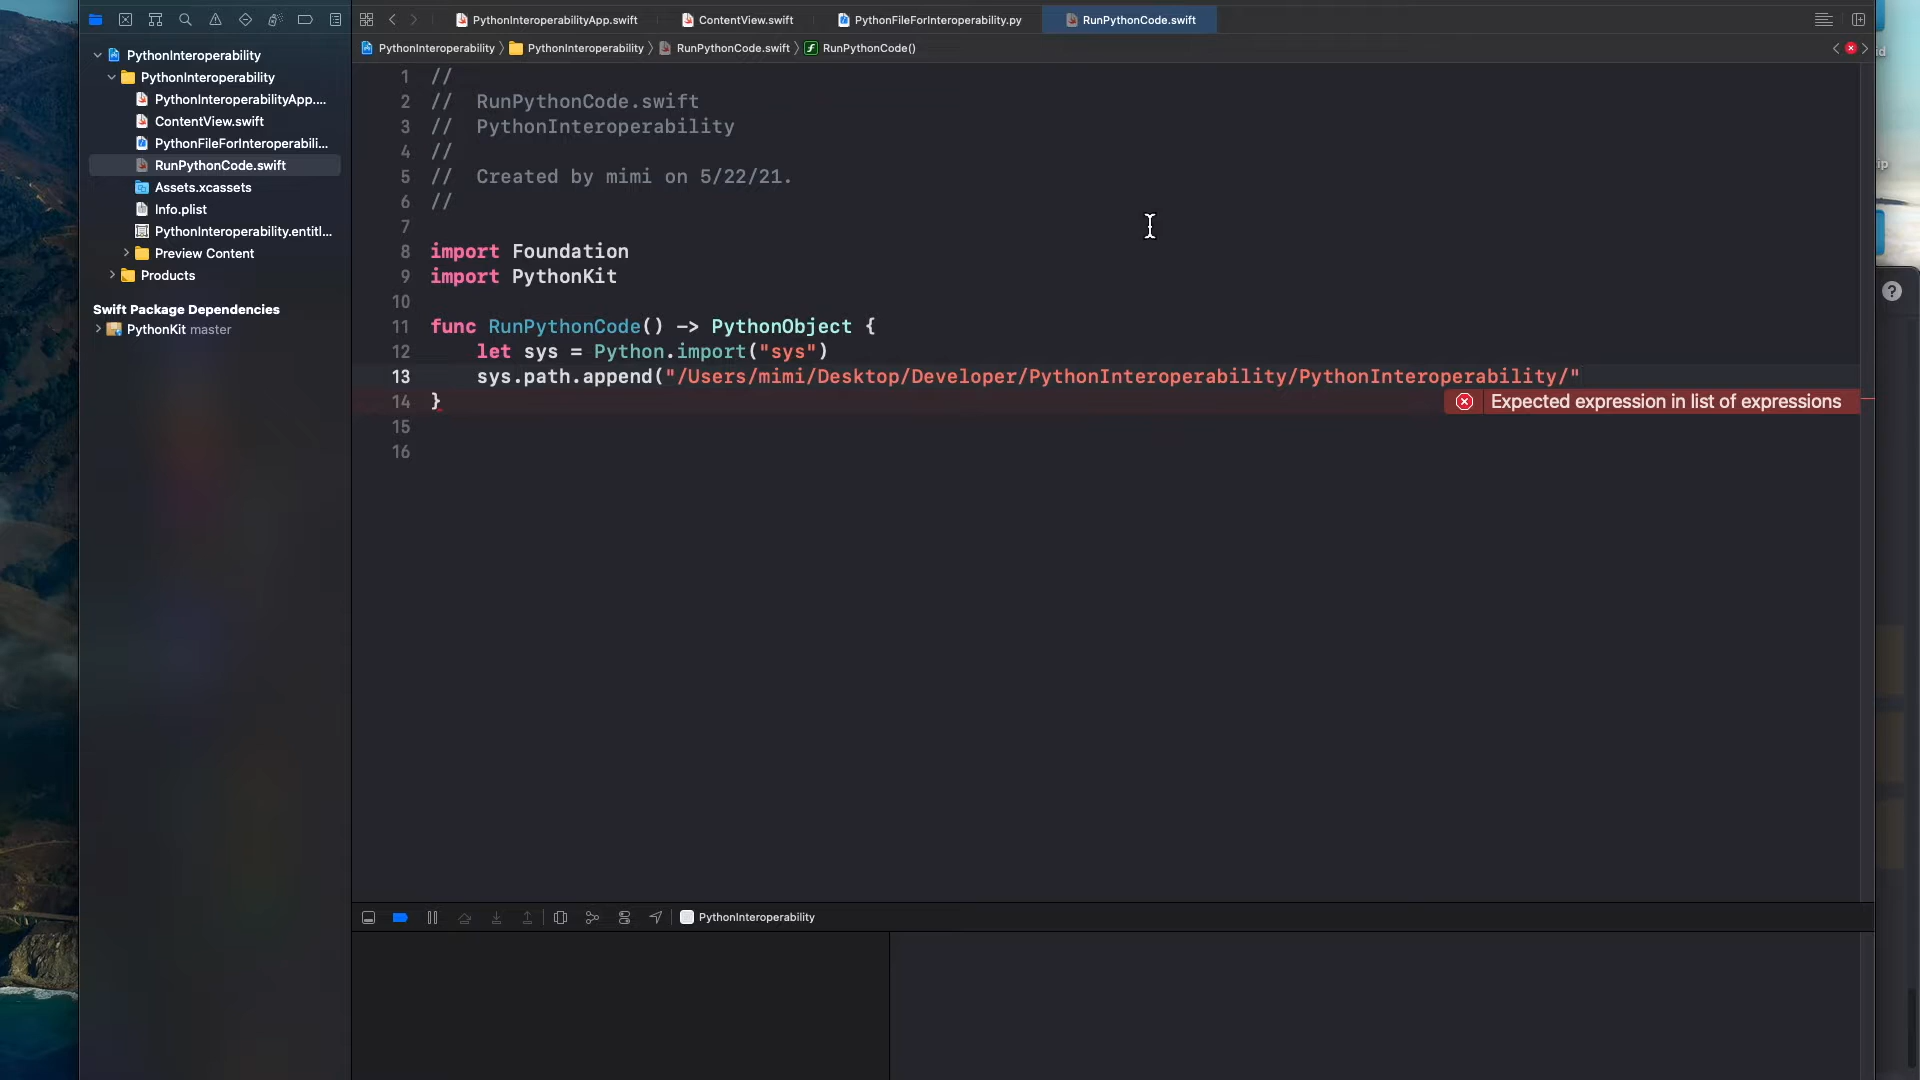 PythonInteroperabilityApp.swift
ContentView.swift
PythonFileForInteroperability.py
RunPythonCode.swift
PythonInteroperability
PythonInteroperability
RunPythonCode.swift
RunPythonCode()
PythonInteroperability
PythonInteroperability
PythonInteroperabilityApp....
ContentView.swift
PythonFileForInteroperabili...
RunPythonCode.swift
Assets.xcassets
Info.plist
PythonInteroperability.entitl...
Preview Content
Products
Swift Package Dependencies
PythonKit master
1 //
2 // RunPythonCode.swift
3 // PythonInteroperability
4 //
5 // Created by mimi on 5/22/21.
6 //
7
8 import Foundation
9 import PythonKit
10
11 func RunPythonCode() -> PythonObject {
12 let sys = Python.import("sys")
13 sys.path.append("/Users/mimi/Desktop/Developer/PythonInteroperability/PythonInteroperability/"
14 }
Expected expression in list of expressions
15
16
PythonInteroperability
id
ip
?